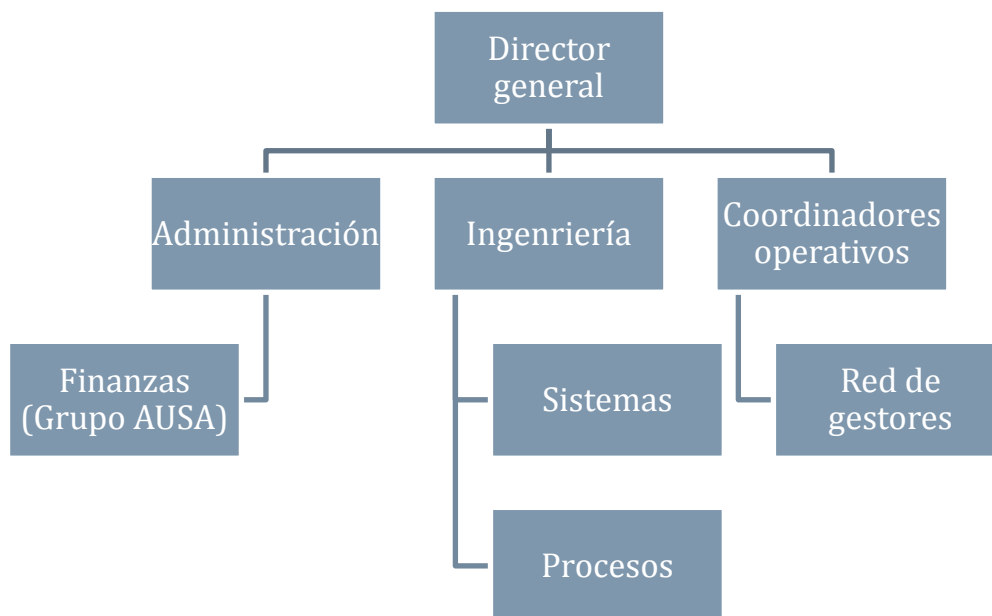 Director
general
Administración
Ingenriería
Coordinadores
operativos
Finanzas
(Grupo AUSA)
Sistemas
Red de
gestores
Procesos